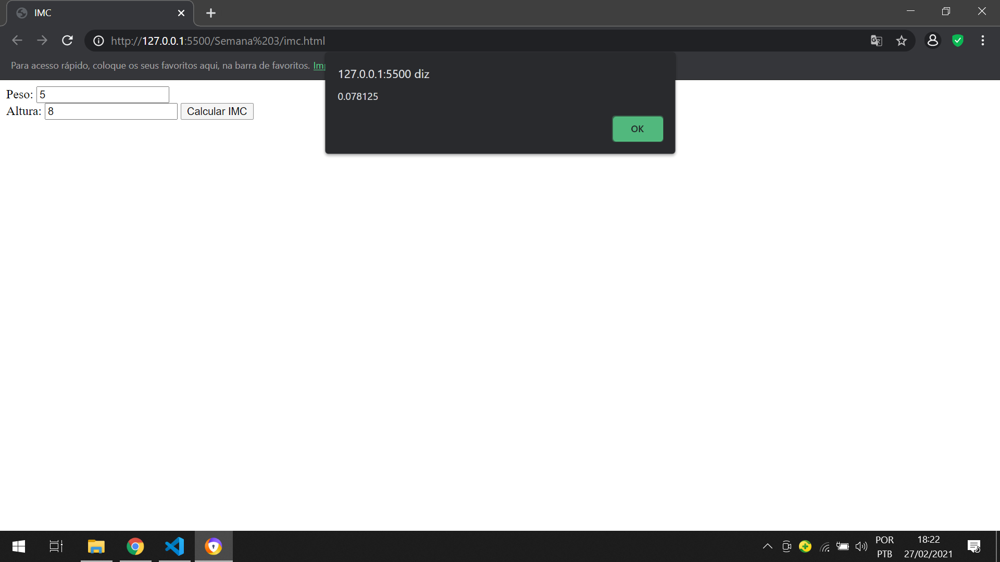 IMC
http://127.0.0.1:5500/Semana%203/imc.html
Para acesso rápido, coloque os seus favoritos aqui, na barra de favoritos.
127.0.0.1:5500 diz
0.078125
OK
Peso: 5
Altura: 8 Calcular IMC
POR
PTB
18:22
27/02/2021